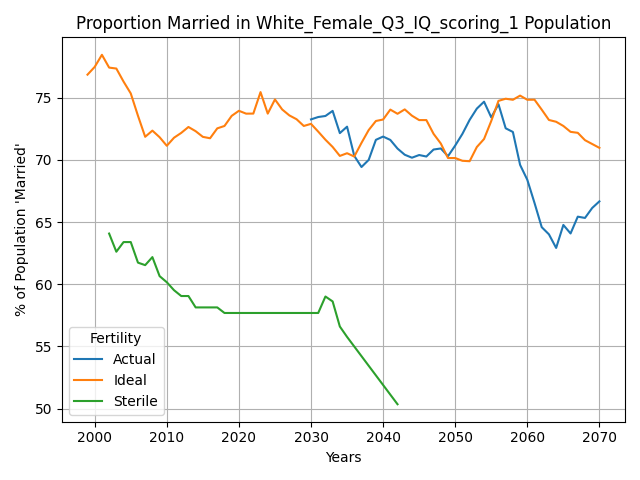 Proportion Married in White_Female_Q3_IQ_scoring_1 Population
% of Population 'Married'
75
70
65
60
55
50
Fertility
Actual
Ideal
Sterile
2000 2010 2020 2030 2040 2050 2060 2070
Years